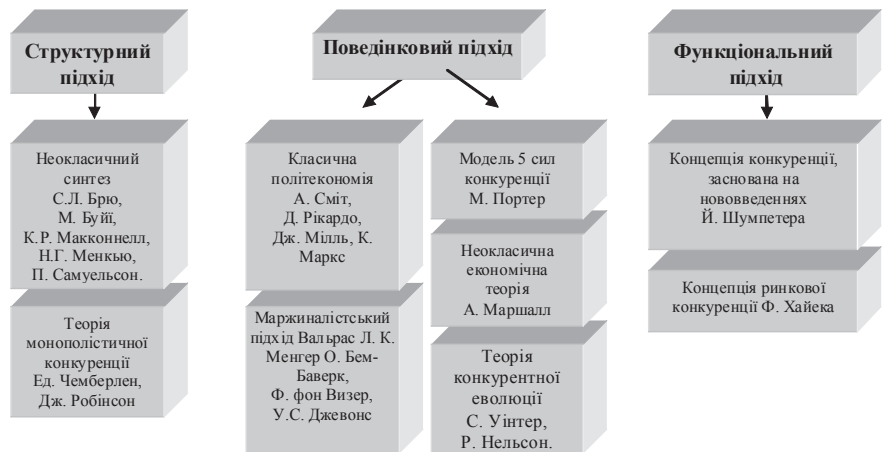 Структурний
підхід
Неокласичний
синтез
С.Л. Брю,
М. Буйї,
К.Р. Макконнелл,
Н.Г. Менкью,
П. Самуельсон.
Теорія
монополістичної
конкуренції
Ед. Чемберлен,
Дж. Робінсон
Поведінковий підхід
Класична
політекономія
А. Сміт,
Д. Рікардо,
Дж. Мілль, К.
Маркс
Маржиналістський
підхід Вальрас Л. К.
Менгер О. Бем-
Баверк,
Ф. фон Визер,
У.С. Джевонс
Модель 5 сил
конкуренції
М. Портер
Неокласична
економічна
теорія
А. Маршалл
Теорія
конкурентної
еволюції
С. Уінтер,
Р. Нельсон.
Функціональний
підхід
Концепція конкуренції,
заснована на
нововведеннях
Й. Шумпетера
Концепція ринкової
конкуренції Ф. Хайека